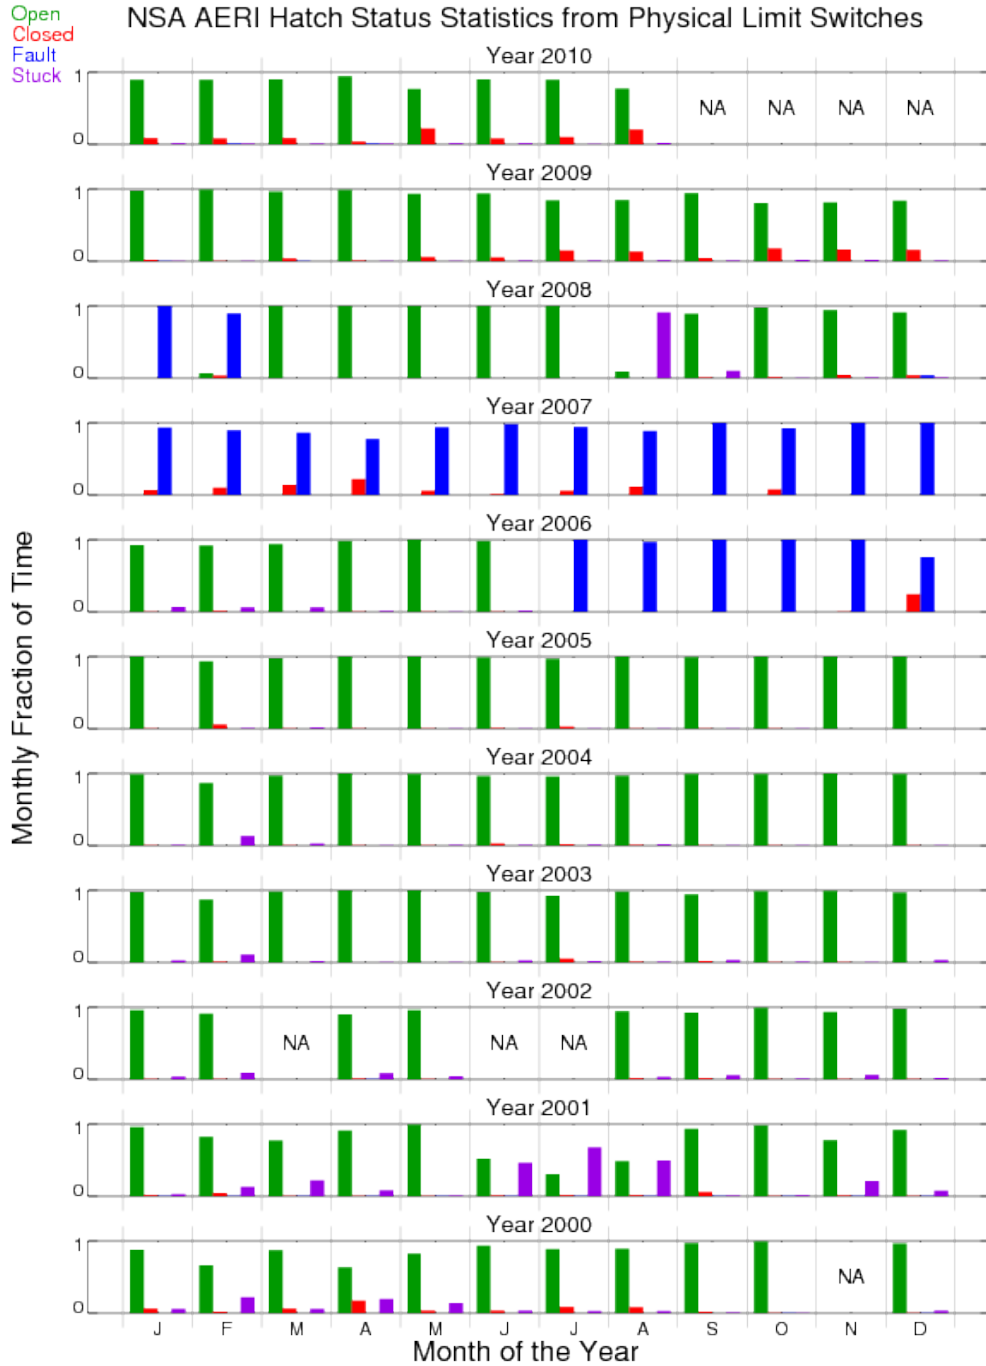 NSA AERI Hatch Status Statistics from Physical Limit Switches
Open
Closed
Fault
Stuck
Year 2010
1
0
NA NA NA NA
Year 2009
1
0
Year 2008
1
0
Year 2007
1
0
Year 2006
1
0
Year 2005
1
0
Year 2004
1
0
Year 2003
1
0
Year 2002
1
0
NA NA NA
Year 2001
1
0
Year 2000
1
0
NA
J F M A M J J A S O N D
Month of the Year
Monthly Fraction of Time